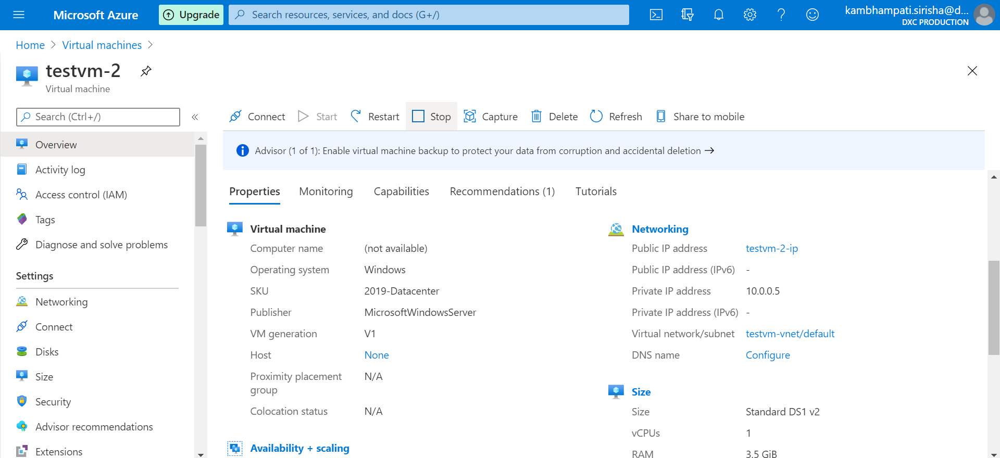 Microsoft Azure
Upgrade
Search resources, services, and docs (G+/)
kambhampati.sirisha@d...
DXC PRODUCTION
Home > Virtual machines >
testvm-2
Virtual machine
Search (Ctrl+/)
«
Connect
Start
Restart
Stop
Capture
Delete
Refresh
Share to mobile
Advisor (1 of 1): Enable virtual machine backup to protect your data from corruption and accidental deletion →
Overview
Activity log
Access control (IAM)
Tags
Diagnose and solve problems
Settings
Networking
Connect
Disks
Size
Security
Advisor recommendations
Extensions
Properties
Monitoring
Capabilities
Recommendations (1)
Tutorials
Virtual machine
Computer name (not available)
Operating system Windows
SKU 2019-Datacenter
Publisher MicrosoftWindowsServer
VM generation V1
Host None
Proximity placement N/A
group
Colocation status N/A
Availability + scaling
Networking
Public IP address testvm-2-ip
Public IP address (IPv6) -
Private IP address 10.0.0.5
Private IP address (IPv6) -
Virtual network/subnet testvm-vnet/default
DNS name Configure
Size
Size Standard DS1 v2
vCPUs 1
RAM 3.5 GiB